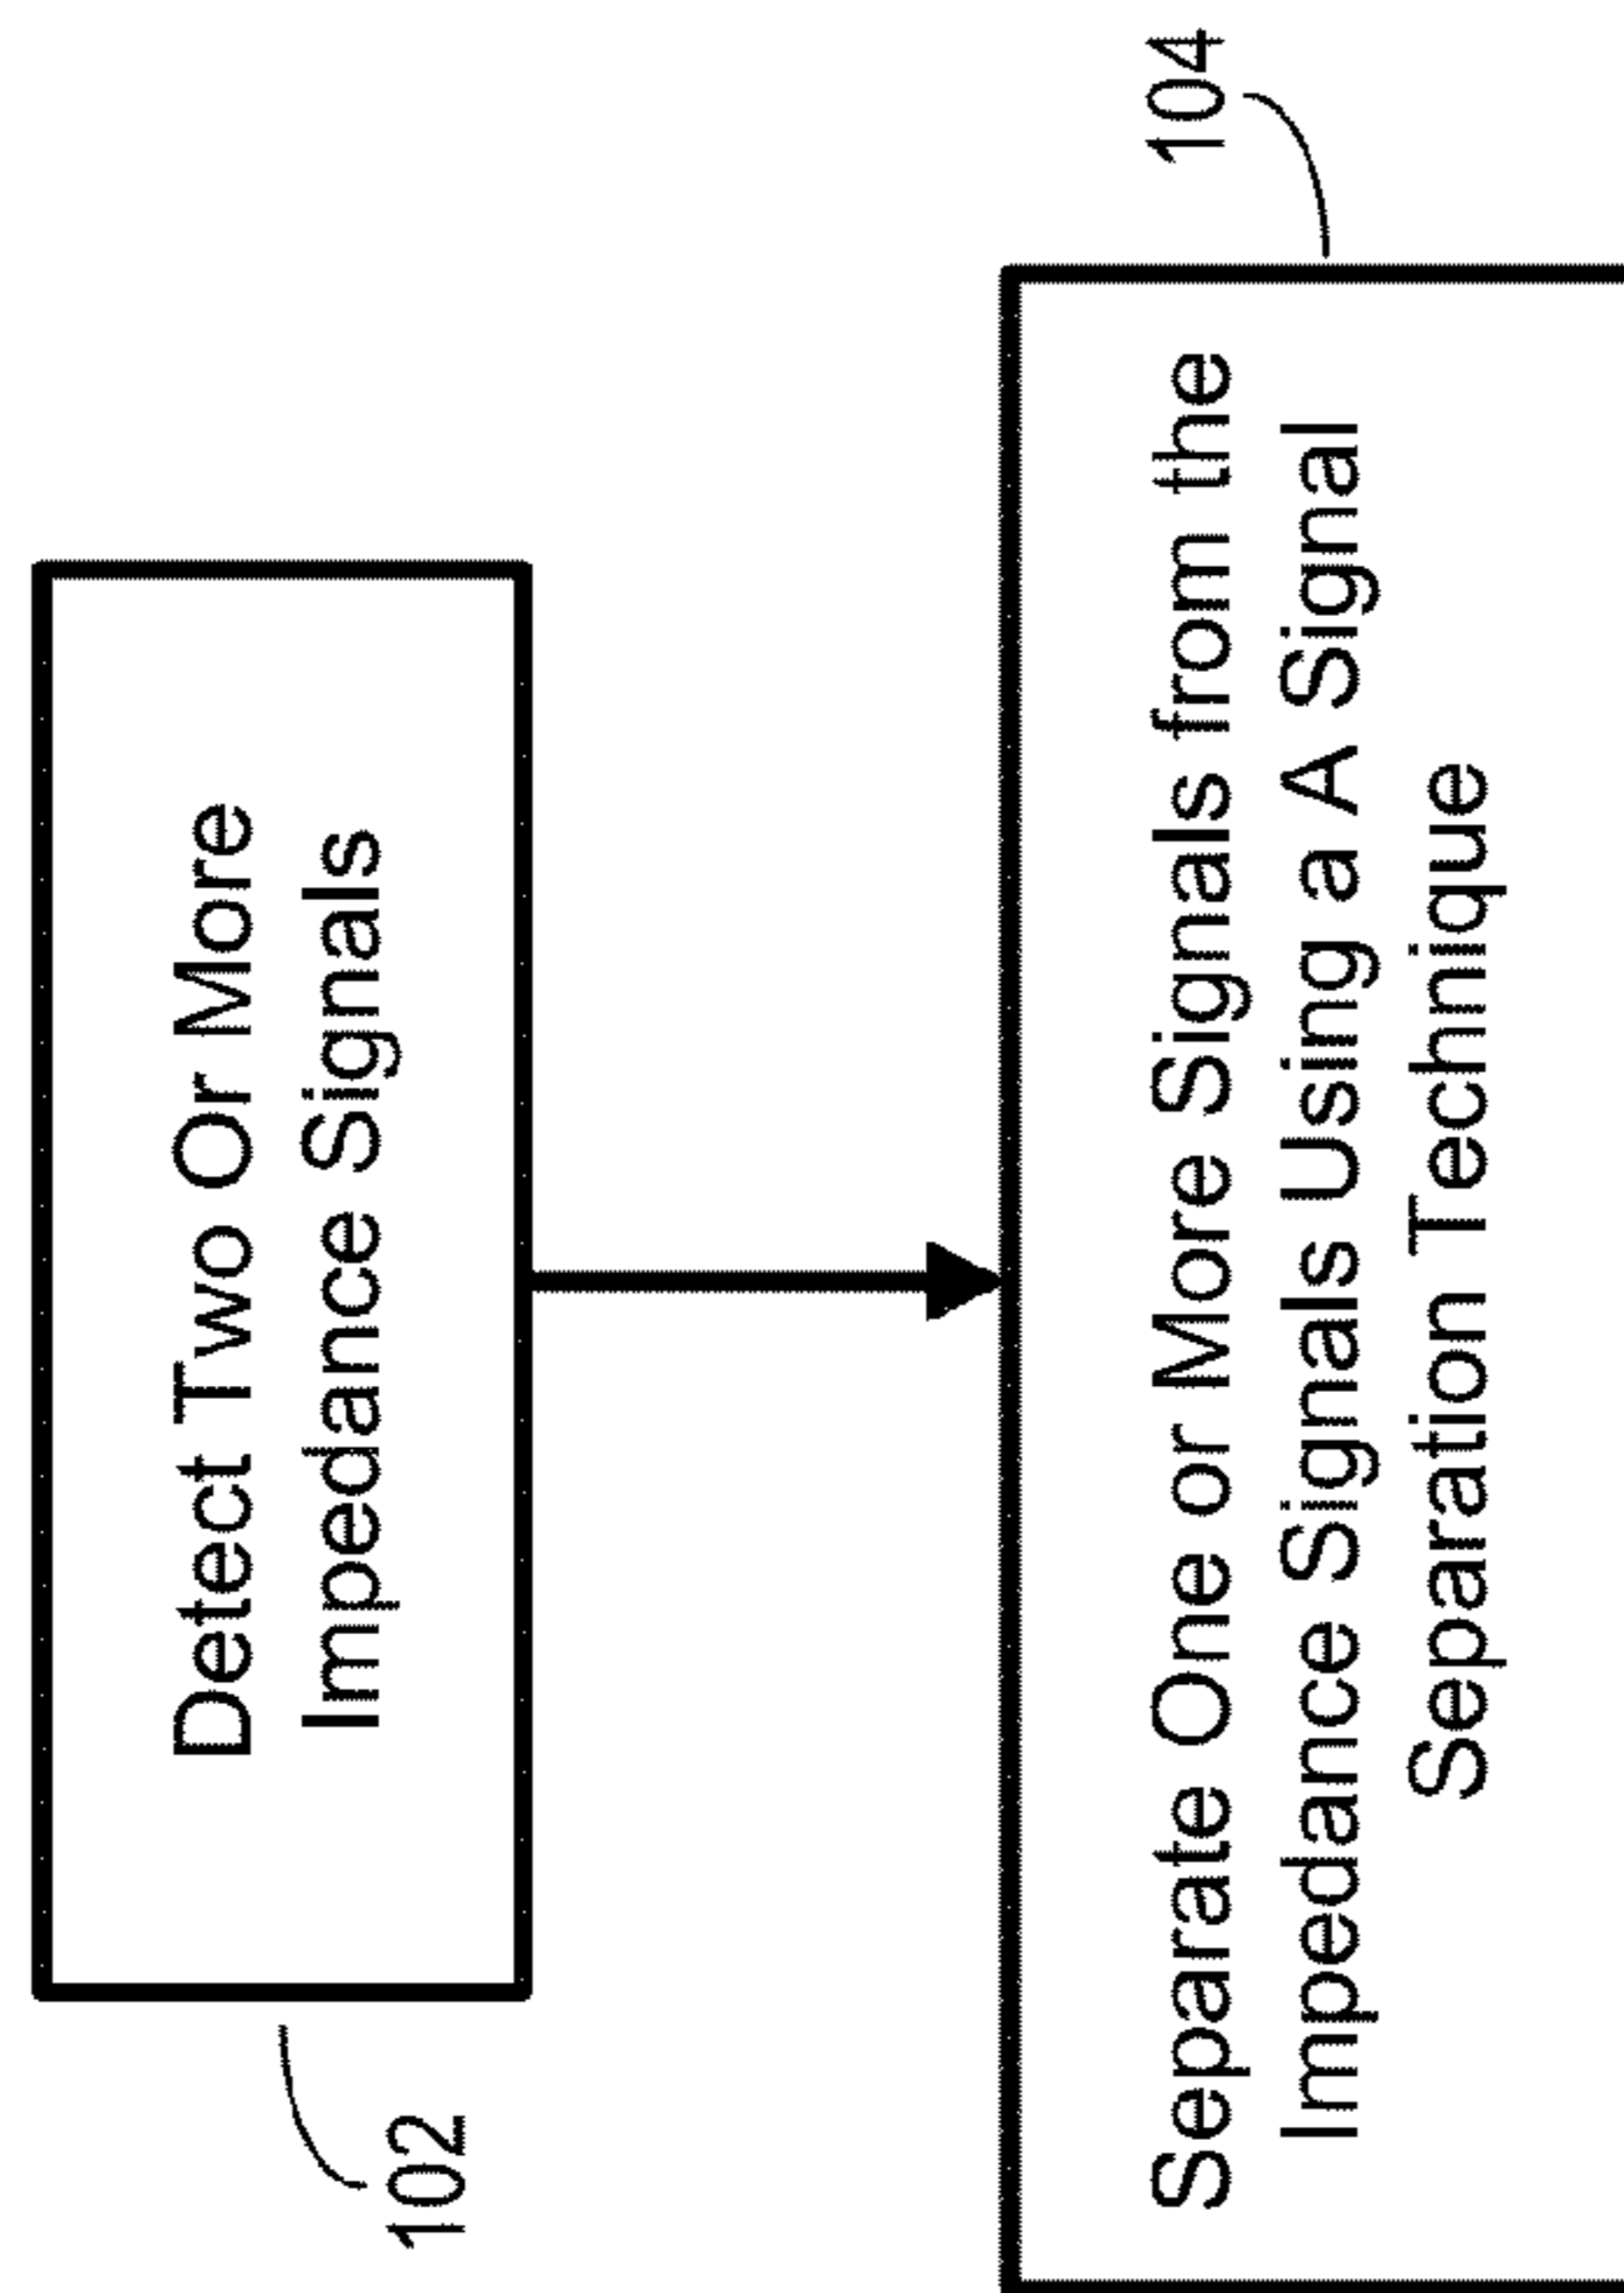 Detect Two Or More
Impedance Signals
102
104
Separate One or More Signals from the
Impedance Signals Using a A Signal
Separation Technique